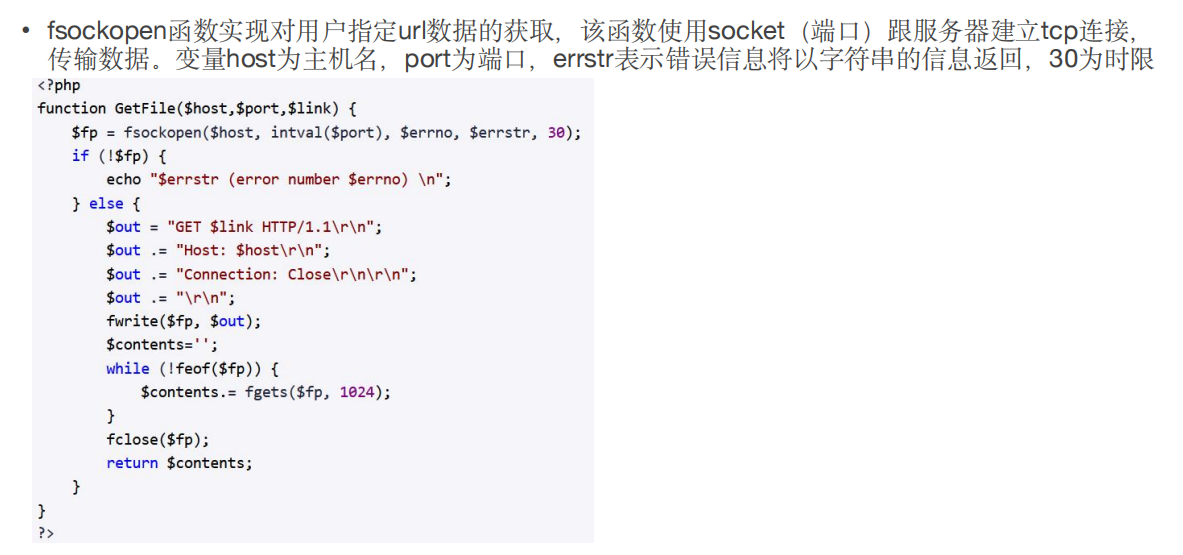 • fsockopen函数实现对用户指定url数据的获取，该函数使用socket（端口）跟服务器建立tcp连接，
传输数据。变量host为主机名，port为端口，errstr表示错误信息将以字符串的信息返回，30为时限
<?php
function GetFile($host,$port,$link) {
    $fp = fsockopen($host, intval($port), $errno, $errstr, 30);
    if (!$fp) {
        echo "$errstr (error number $errno) \n";
    } else {
        $out = "GET $link HTTP/1.1\r\n";
        $out .= "Host: $host\r\n";
        $out .= "Connection: Close\r\n\r\n";
        $out .= "\r\n";
        fwrite($fp, $out);
        $contents='';
        while (!feof($fp)) {
            $contents.= fgets($fp, 1024);
        }
        fclose($fp);
        return $contents;
    }
}
?>